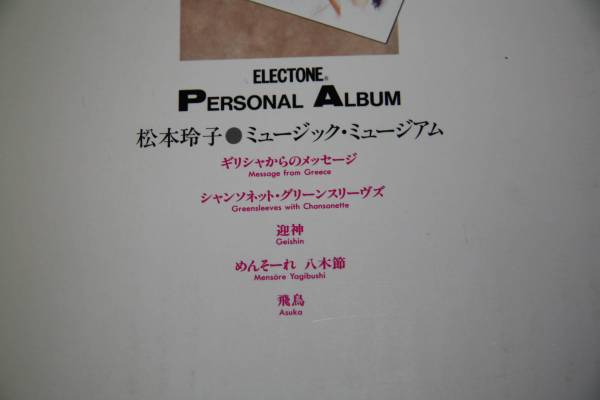 ELECTONE®
PERSONAL ALBUM
松本玲子●ミュージック・ミュージアム
ギリシャからのメッセージ
Message from Greece
シャンソネット・グリーンスリーヴズ
Greensleeves with Chansonette
迎神
Geishin
めんそーれ 八木節
Mensōre Yagibushi
飛鳥
Asuka